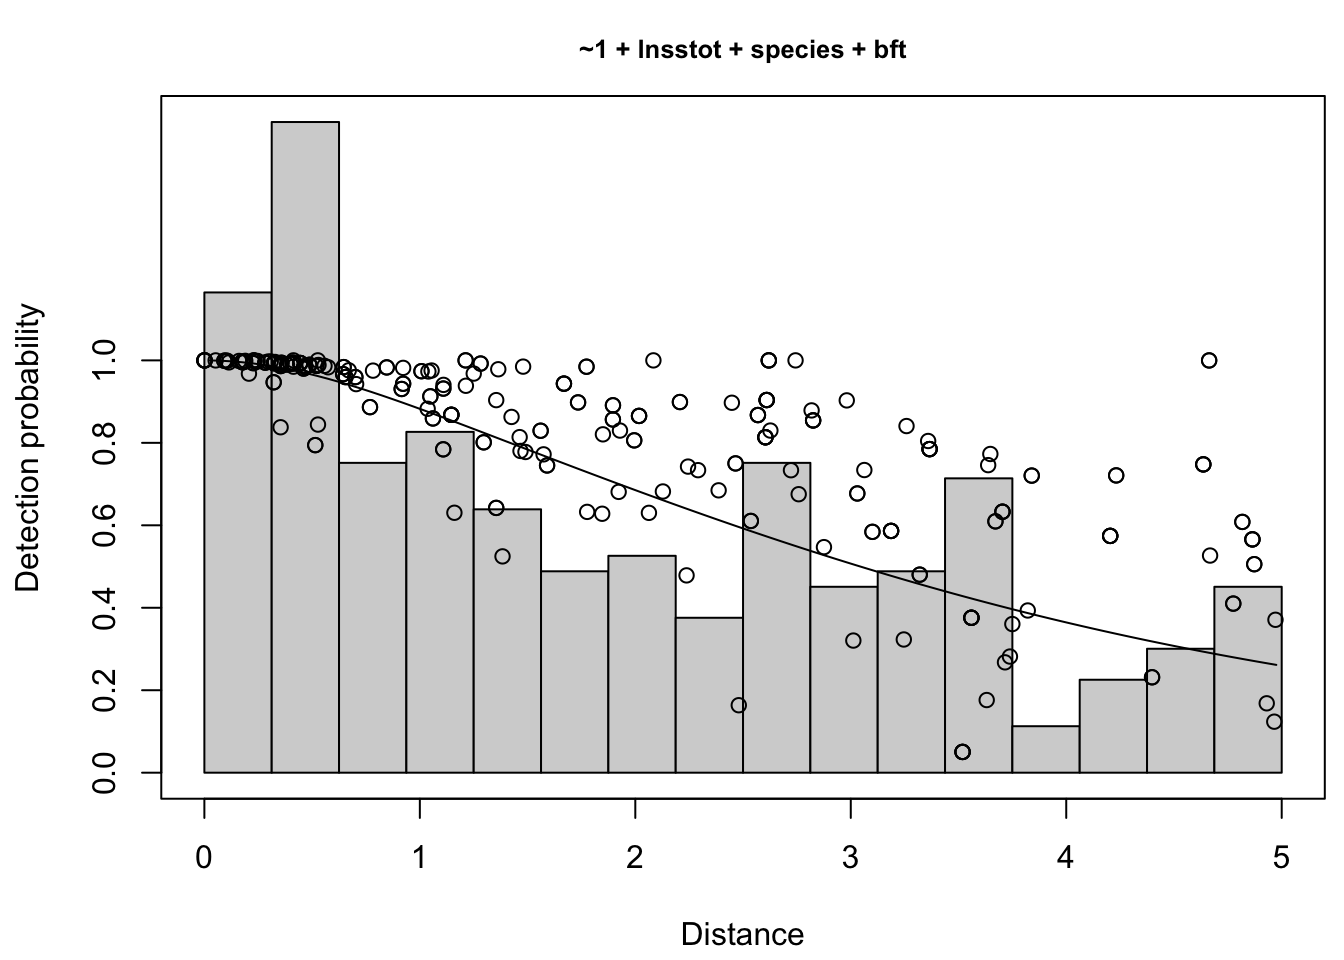 ~1 + lnsstot + species + bft
Detection probability
1.0
0.8
0.6
0.4
0.2
0.0
0 1 2 3 4 5
Distance